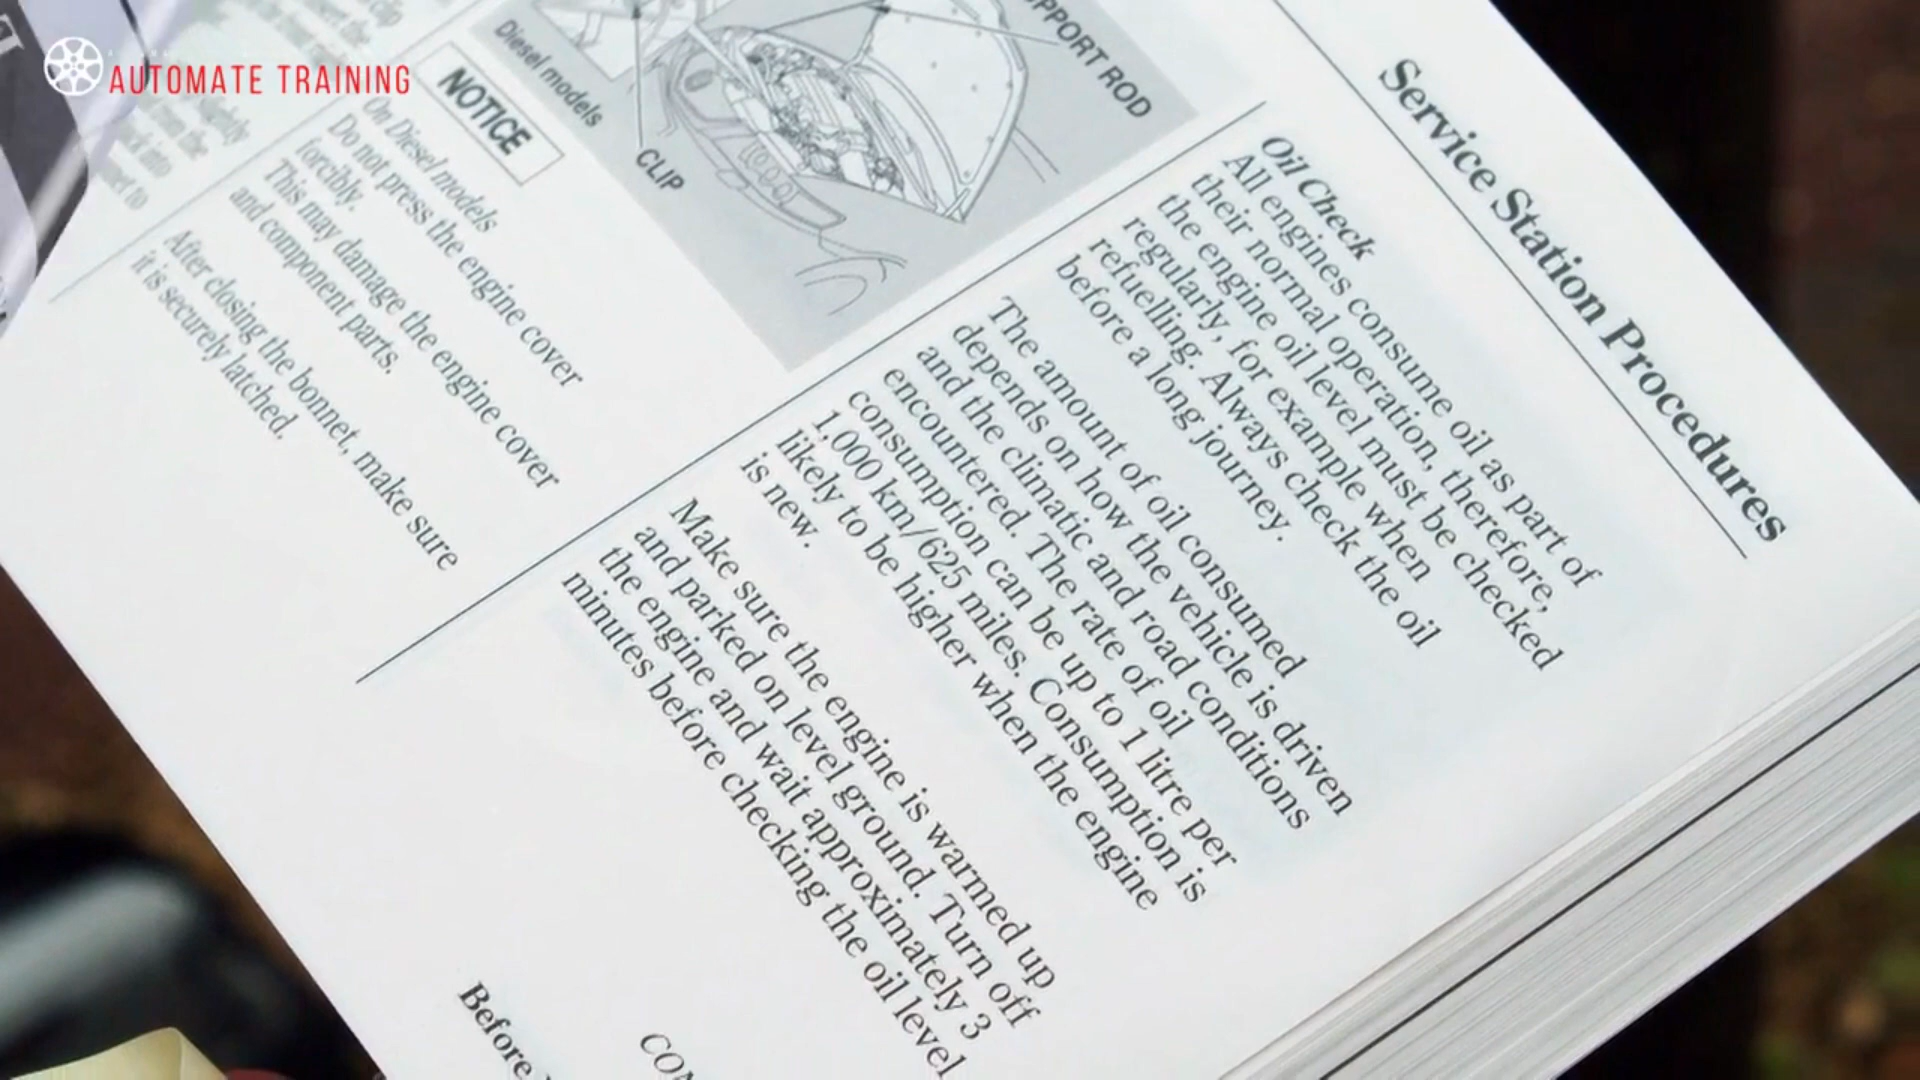 AUTOMATE TRAINING
Service Station Procedures
Diesel models
SUPPORT ROD
CLIP
NOTICE
On Diesel models
Do not press the engine cover
forcibly.
This may damage the engine cover
and component parts.
After closing the bonnet, make sure
it is securely latched.
Oil Check
All engines consume oil as part of
their normal operation, therefore,
the engine oil level must be checked
regularly, for example when
refuelling. Always check the oil
before a long journey.
The amount of oil consumed
depends on how the vehicle is driven
and the climatic and road conditions
encountered. The rate of oil
consumption can be up to 1 litre per
1,000 km/625 miles. Consumption is
likely to be higher when the engine
is new.
Make sure the engine is warmed up
and parked on level ground. Turn off
the engine and wait approximately 3
minutes before checking the oil level
Before